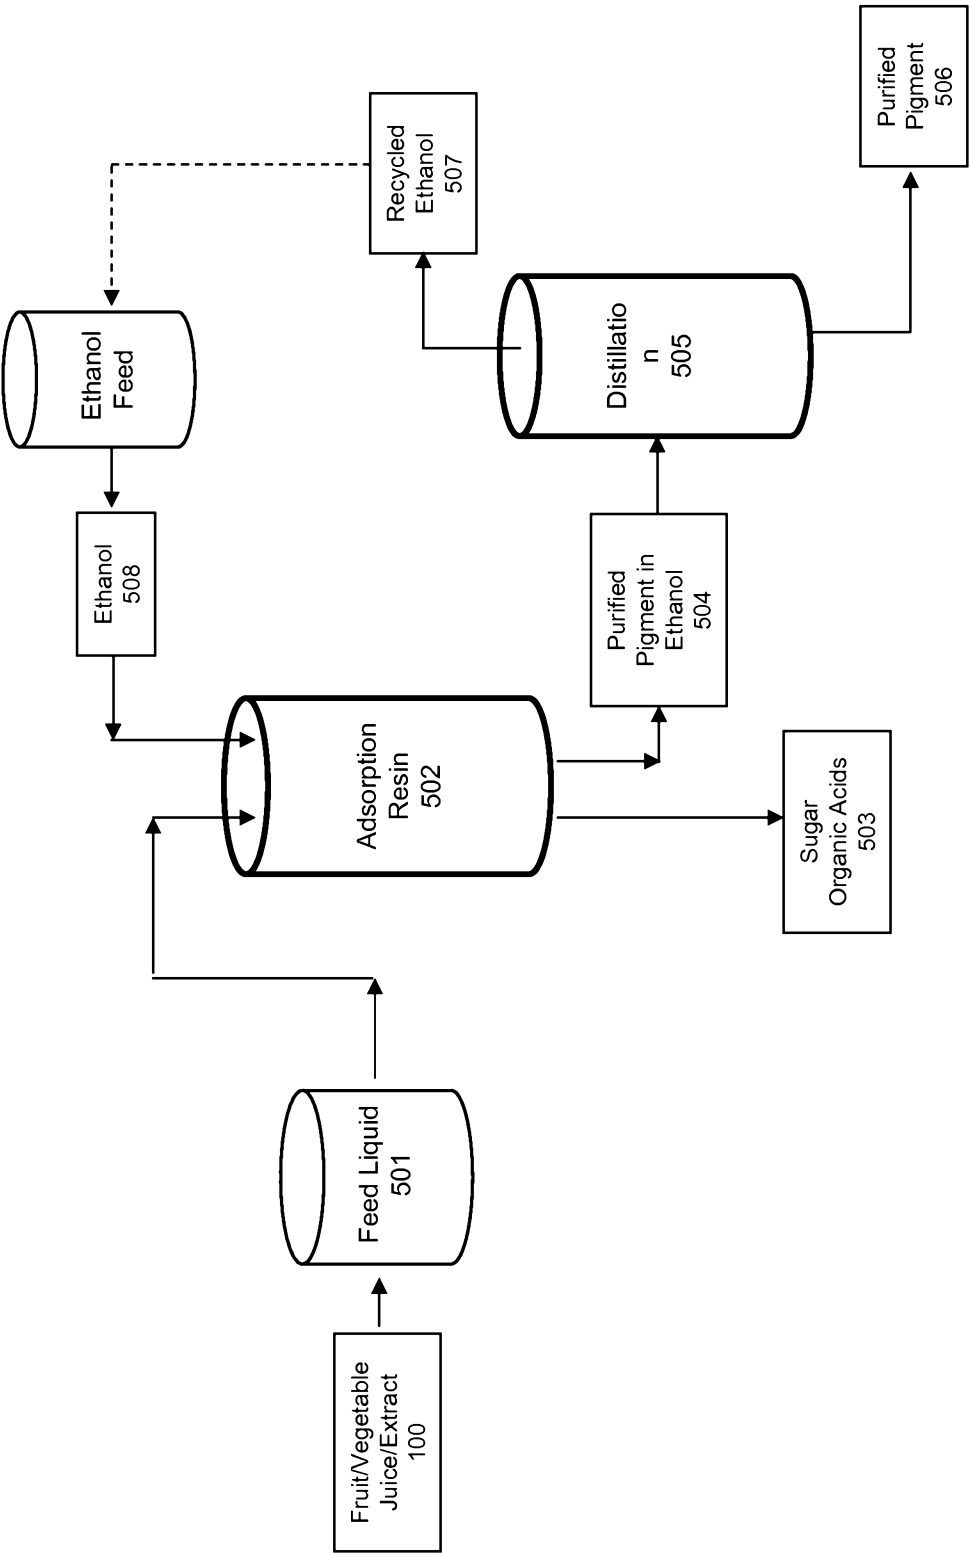 Fruit/Vegetable
Juice/Extract
100
Feed Liquid
501
Adsorption
Resin
502
Sugar
Organic Acids
503
Purified
Pigment in
Ethanol
504
Distillatio
n
505
Purified
Pigment
506
Recycled
Ethanol
507
Ethanol
Feed
Ethanol
508